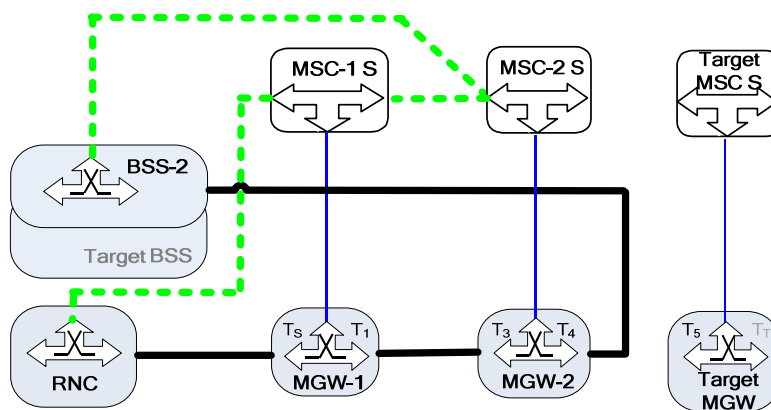 MSC-1 S
MSC-2 S
Target
MSC S
BSS-2
Target BSS
RNC
TS
T1
MGW-1
T3
T4
MGW-2
T5
TT
Target
MGW